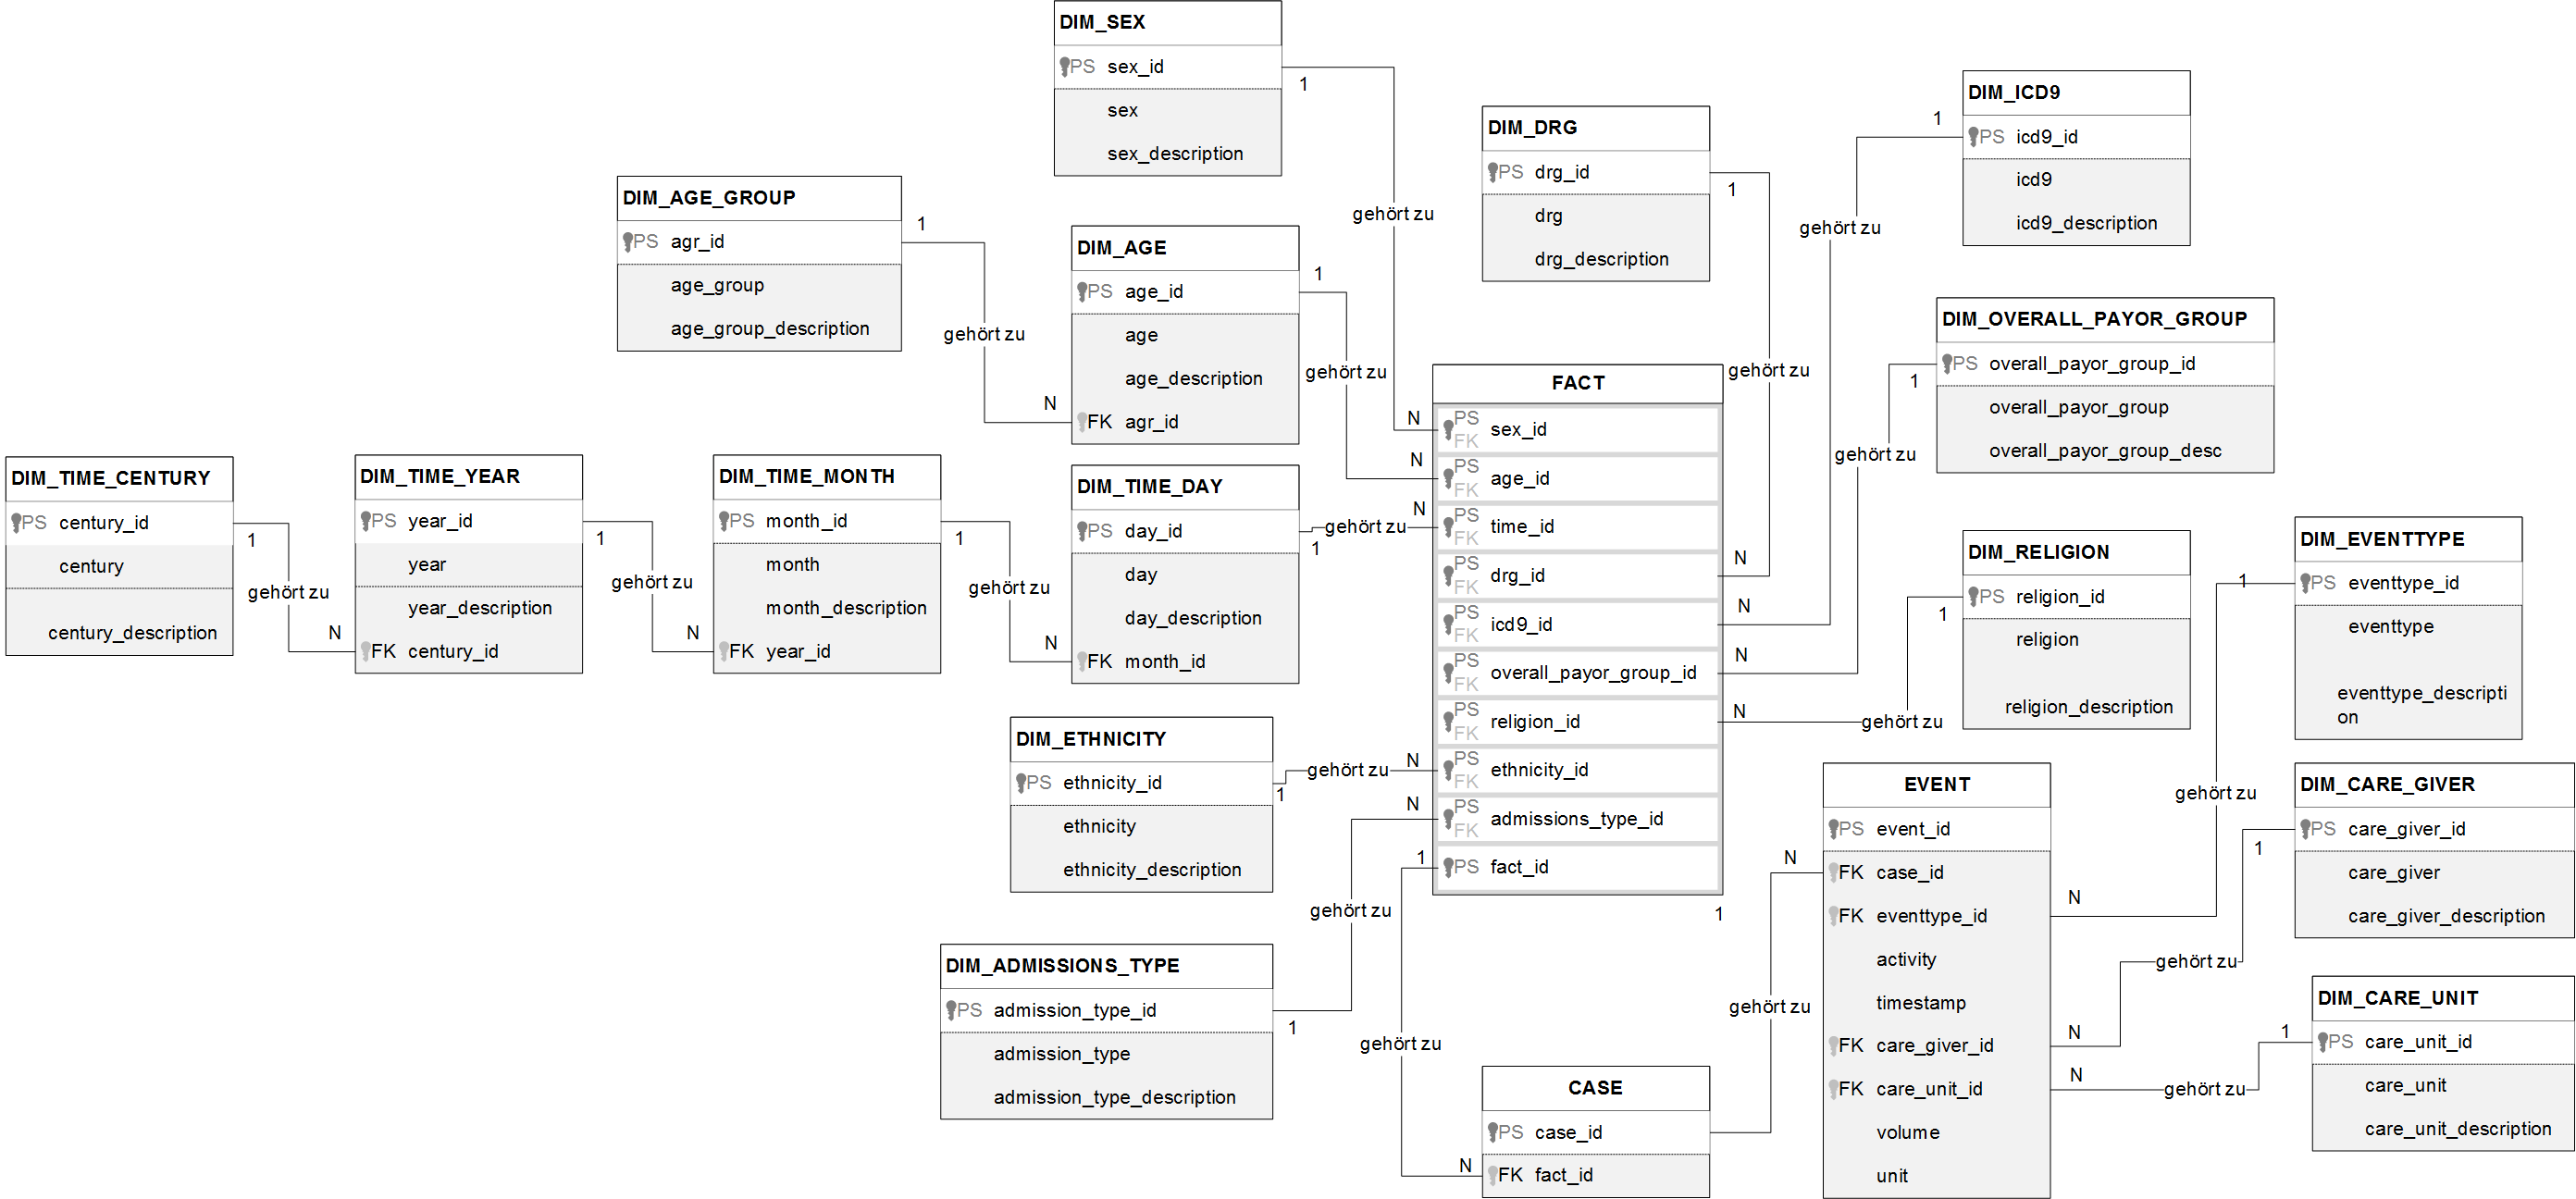 DIM_SEX
PS sex_id
1
sex
sex_description
DIM_ICD9
1
PS icd9_id
icd9
icd9_description
gehört zu
DIM_DRG
PS drg_id
1
drg
drg_description
gehört zu
DIM_AGE_GROUP
1
PS agr_id
age_group
age_group_description
gehört zu
N
DIM_AGE
1
PS age_id
age
age_description
FK agr_id
gehört zu
gehört zu
DIM_OVERALL_PAYOR_GROUP
PS overall_payor_group_id
1
overall_payor_group
overall_payor_group_desc
gehört zu
DIM_TIME_CENTURY
PS century_id
1
century
century_description
gehört zu
N
DIM_TIME_YEAR
PS year_id
1
year
year_description
FK century_id
gehört zu
N
DIM_TIME_MONTH
PS month_id
1
month
month_description
FK year_id
gehört zu
N
DIM_TIME_DAY
PS day_id
1
day
day_description
FK month_id
gehört zu
FACT
N
PS
FK
sex_id
N
PS
FK
age_id
N
PS
FK
time_id
N
PS
FK
drg_id
N
PS
FK
icd9_id
N
PS
FK
overall_payor_group_id
N
PS
FK
religion_id
N
PS
FK
ethnicity_id
N
PS
FK
admissions_type_id
1
PS fact_id
1
DIM_RELIGION
PS religion_id
1
religion
religion_description
gehört zu
DIM_EVENTTYPE
1
PS eventtype_id
eventtype
eventtype_descripti
on
gehört zu
DIM_ETHNICITY
PS ethnicity_id
1
ethnicity
ethnicity_description
gehört zu
EVENT
PS event_id
N
FK case_id
N
FK eventtype_id
activity
timestamp
N
FK care_giver_id
N
FK care_unit_id
volume
unit
DIM_CARE_GIVER
PS care_giver_id
1
care_giver
care_giver_description
gehört zu
DIM_ADMISSIONS_TYPE
PS admission_type_id
1
admission_type
admission_type_description
gehört zu
gehört zu
gehört zu
DIM_CARE_UNIT
1
PS care_unit_id
care_unit
care_unit_description
gehört zu
CASE
PS case_id
N
FK fact_id